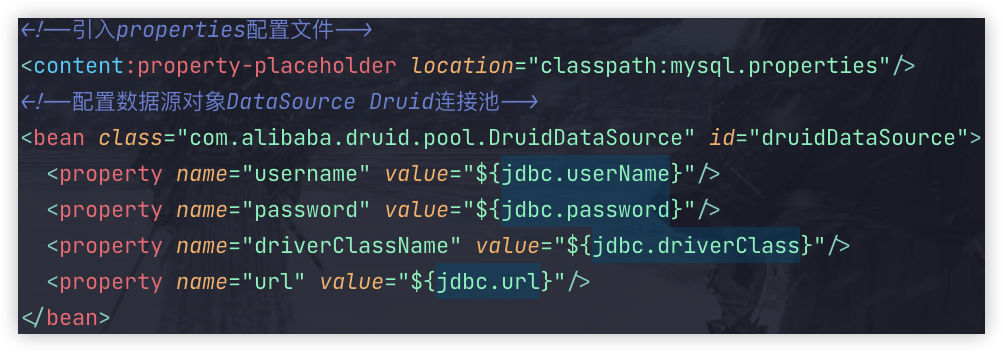 <!--引入properties配置文件-->
<content:property-placeholder location="classpath:mysql.properties"/>
<!--配置数据源对象DataSource Druid连接池-->
<bean class="com.alibaba.druid.pool.DruidDataSource" id="druidDataSource">
<property name="username" value="${jdbc.userName}"/>
<property name="password" value="${jdbc.password}"/>
<property name="driverClassName" value="${jdbc.driverClass}"/>
<property name="url" value="${jdbc.url}"/>
</bean>